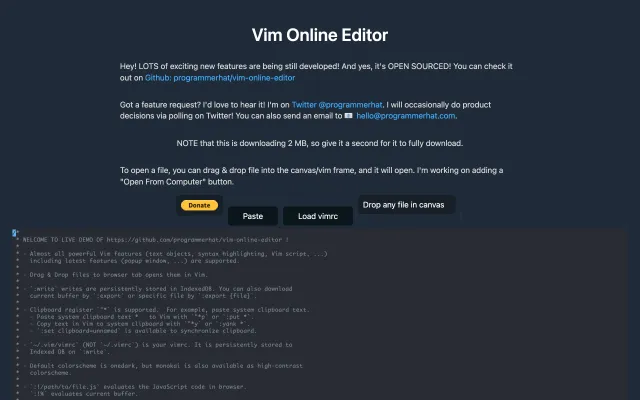 Vim Online Editor
Hey! LOTS of exciting new features are being still developed! And yes, it's OPEN SOURCED! You can check it
out on Github: programmerhat/vim-online-editor
Got a feature request? I'd love to hear it! I'm on Twitter @programmerhat. I will occasionally do product
decisions via polling on Twitter! You can also send an email to 📧 hello@programmerhat.com.
NOTE that this is downloading 2 MB, so give it a second for it to fully download.
To open a file, you can drag & drop file into the canvas/vim frame, and it will open. I'm working on adding a
"Open From Computer" button.
Donate
Paste
Load vimrc
Drop any file in canvas
/*
* WELCOME TO LIVE DEMO OF https://github.com/programmerhat/vim-online-editor !
*
* - Almost all powerful Vim features (text objects, syntax highlighting, Vim script, ...)
*   including latest features (popup window, ...) are supported.
*
* - Drag & Drop files to browser tab opens them in Vim.
*
* - `:write` writes are persistently stored in IndexedDB. You can also download
*   current buffer by `:export` or specific file by `:export {file}`.
*
* - Clipboard register `"*` is supported.  For example, paste system clipboard text.
*   - Paste system clipboard text *   to Vim with `"*p` or `:put *`.
*   - Copy text in Vim to system clipboard with `"*y` or `:yank *`.
*   - `:set clipboard=unnamed` is available to synchronize clipboard.
*
* - `~/.vim/vimrc` (NOT `~/.vimrc`) is your vimrc. It is persistently stored to
*   Indexed DB on `:write`.
*
* - Default colorscheme is onedark, but monokai is also available as high-contrast
*   colorscheme.
*
* - `:!/path/to/file.js` evaluates the JavaScript code in browser.
*   `:!%` evaluates current buffer.
*